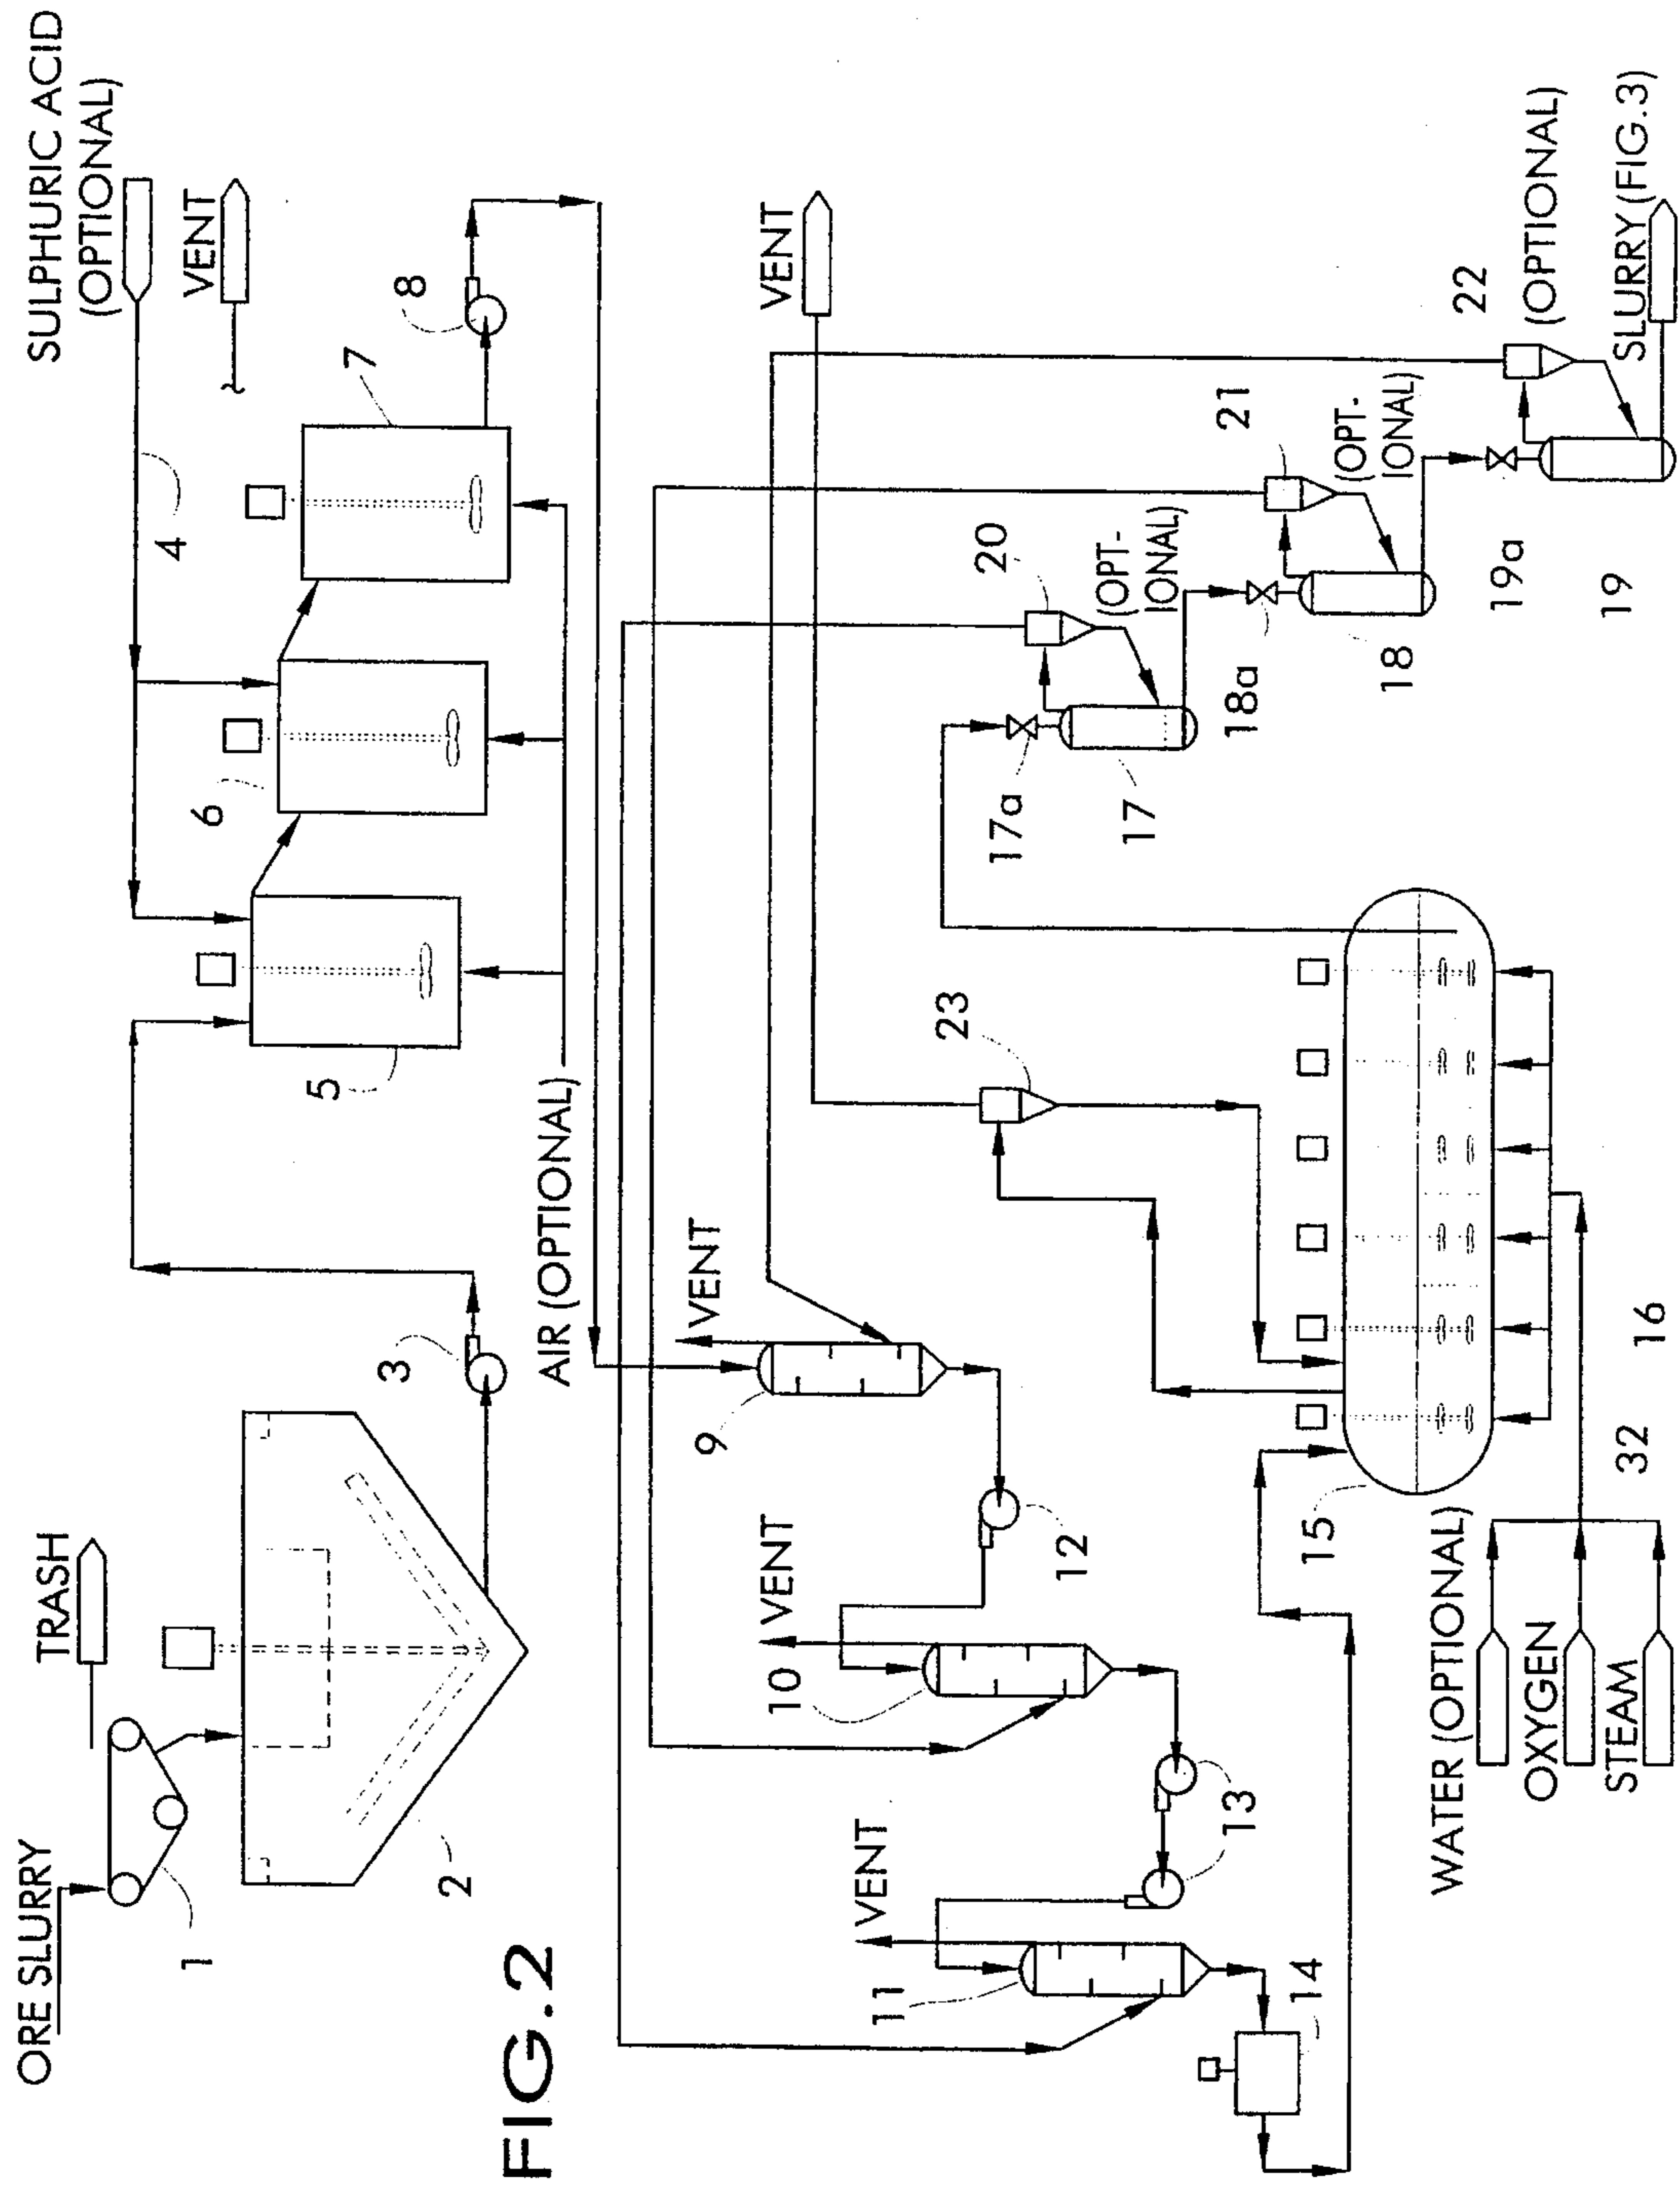 ORE SLURRY
TRASH
1
2
3
SULPHURIC ACID
(OPTIONAL)
4
VENT
5
6
7
8
AIR (OPTIONAL)
FIG.2
VENT
9
VENT
10
VENT
11
12
13
14
VENT
23
15
17a
17
20
(OPT-
IONAL)
18a
18
21
(OPT-
IONAL)
19a
19
22
(OPTIONAL)
SLURRY (FIG.3)
WATER (OPTIONAL)
OXYGEN
STEAM
32
16